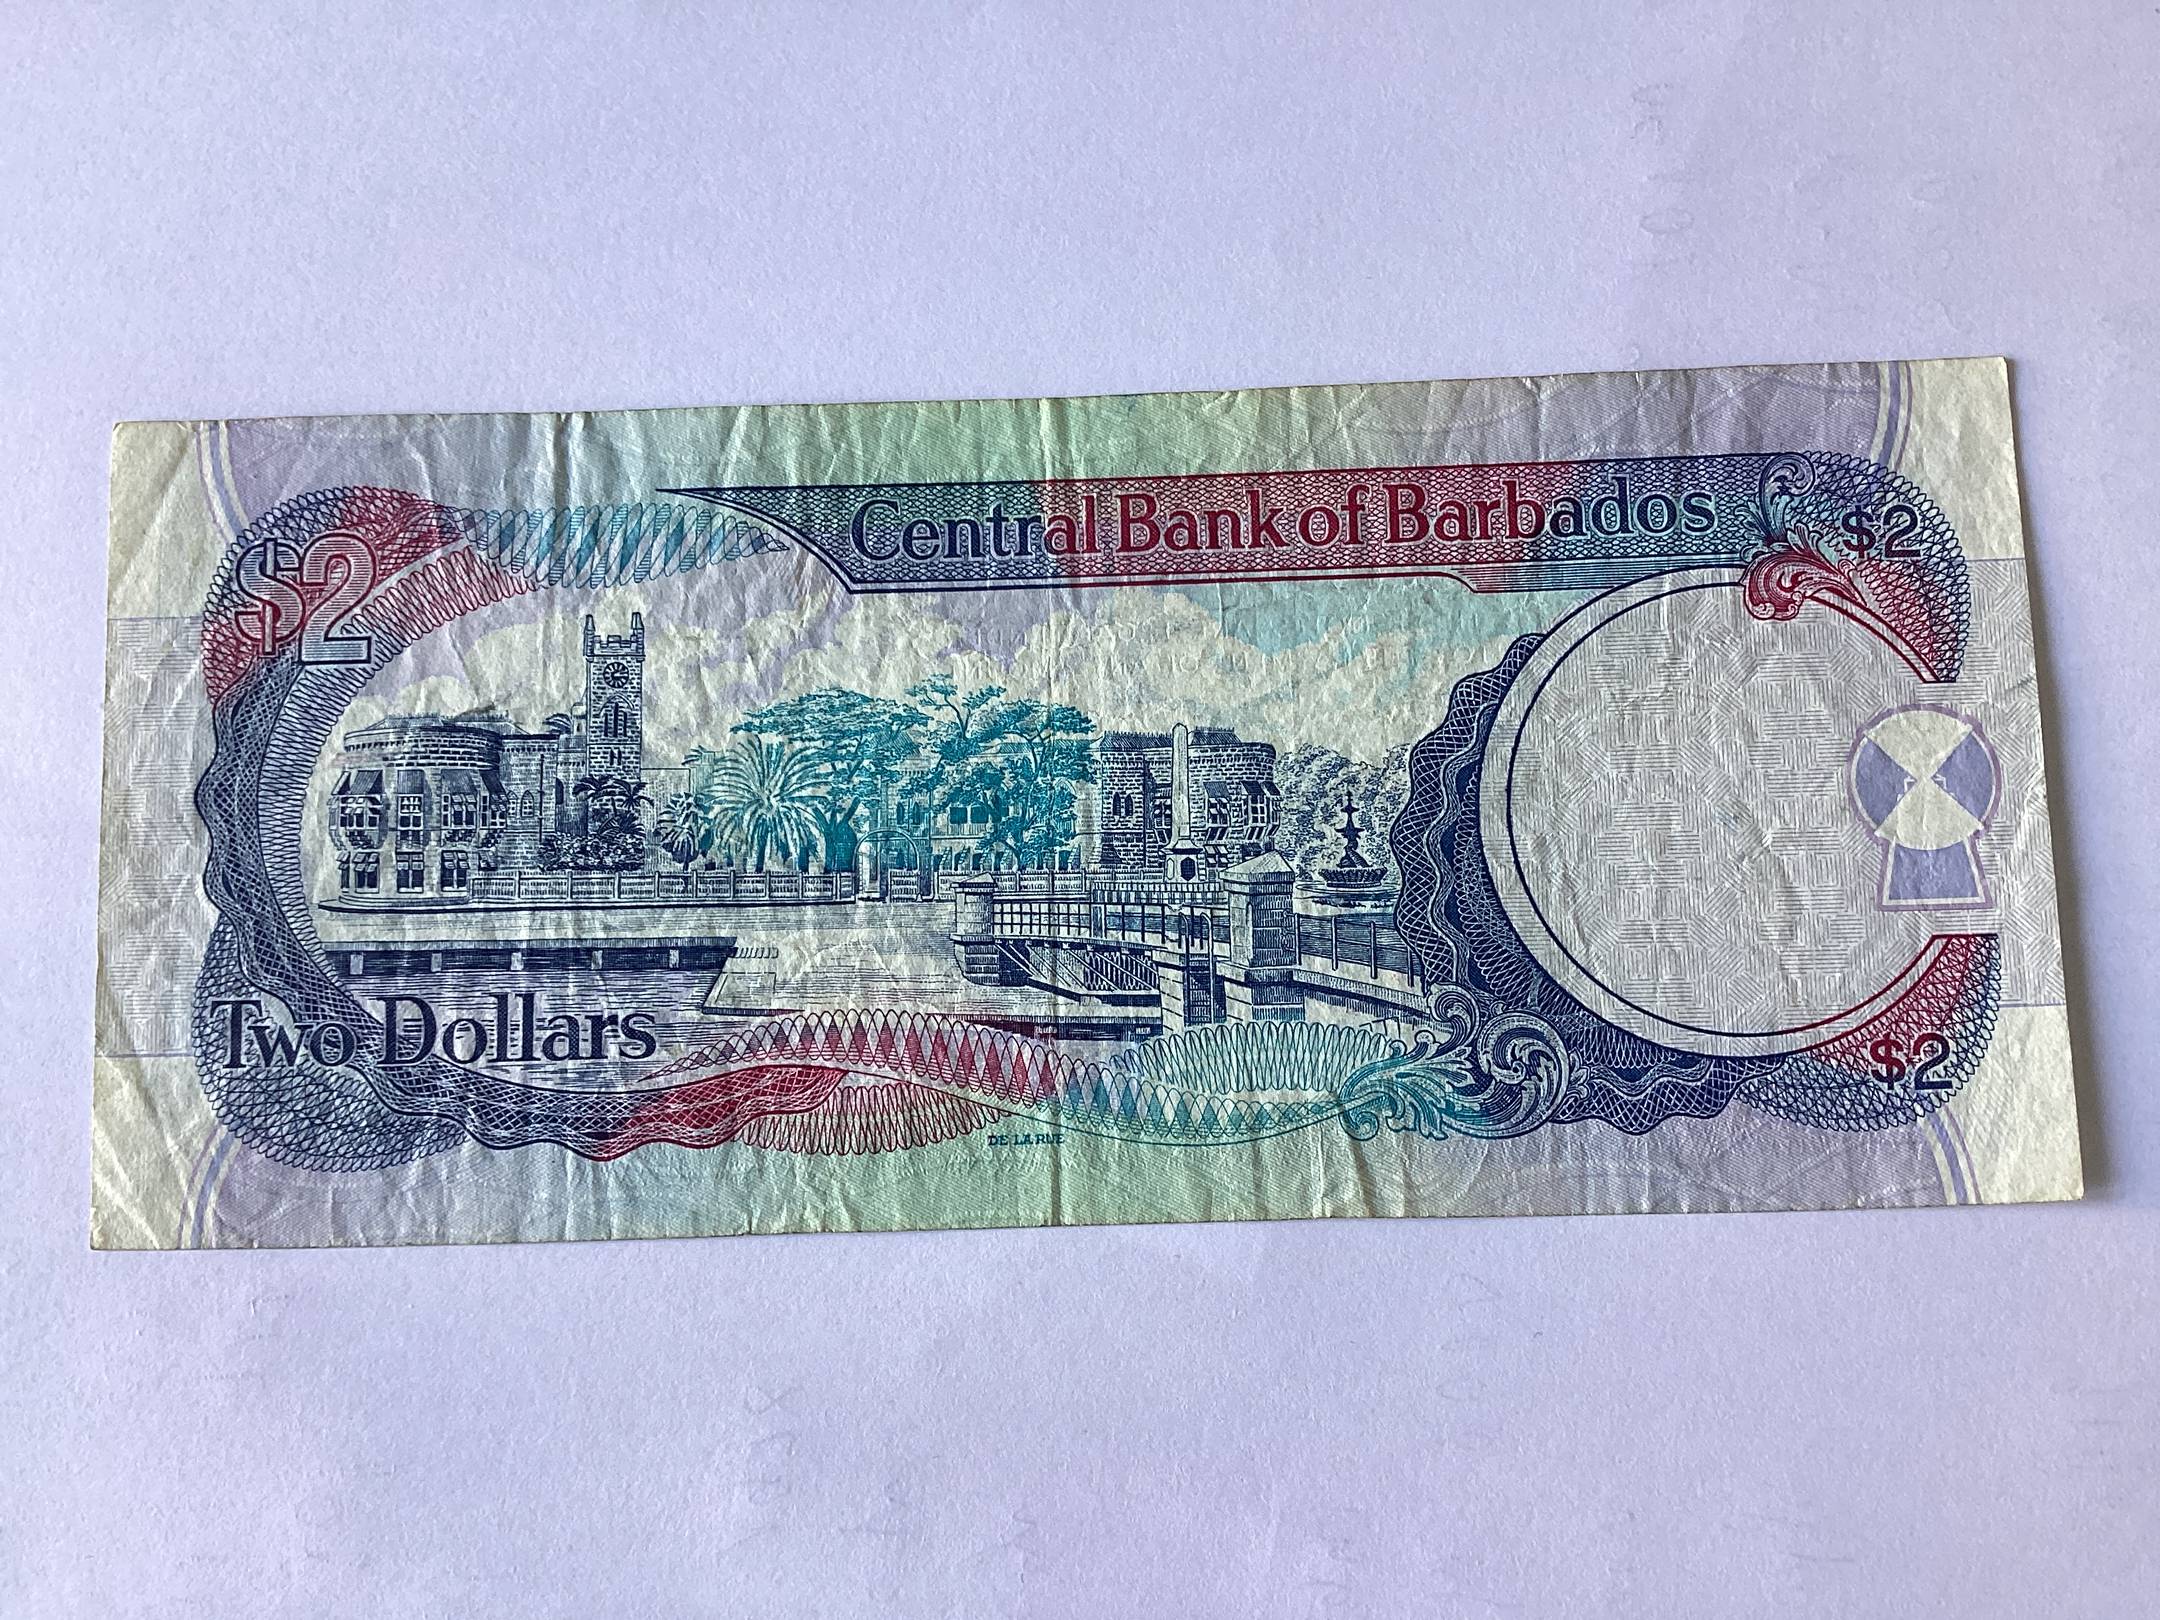 Central Bank of Barbados
$2
$2
Two Dollars
$2
DE LA RUE